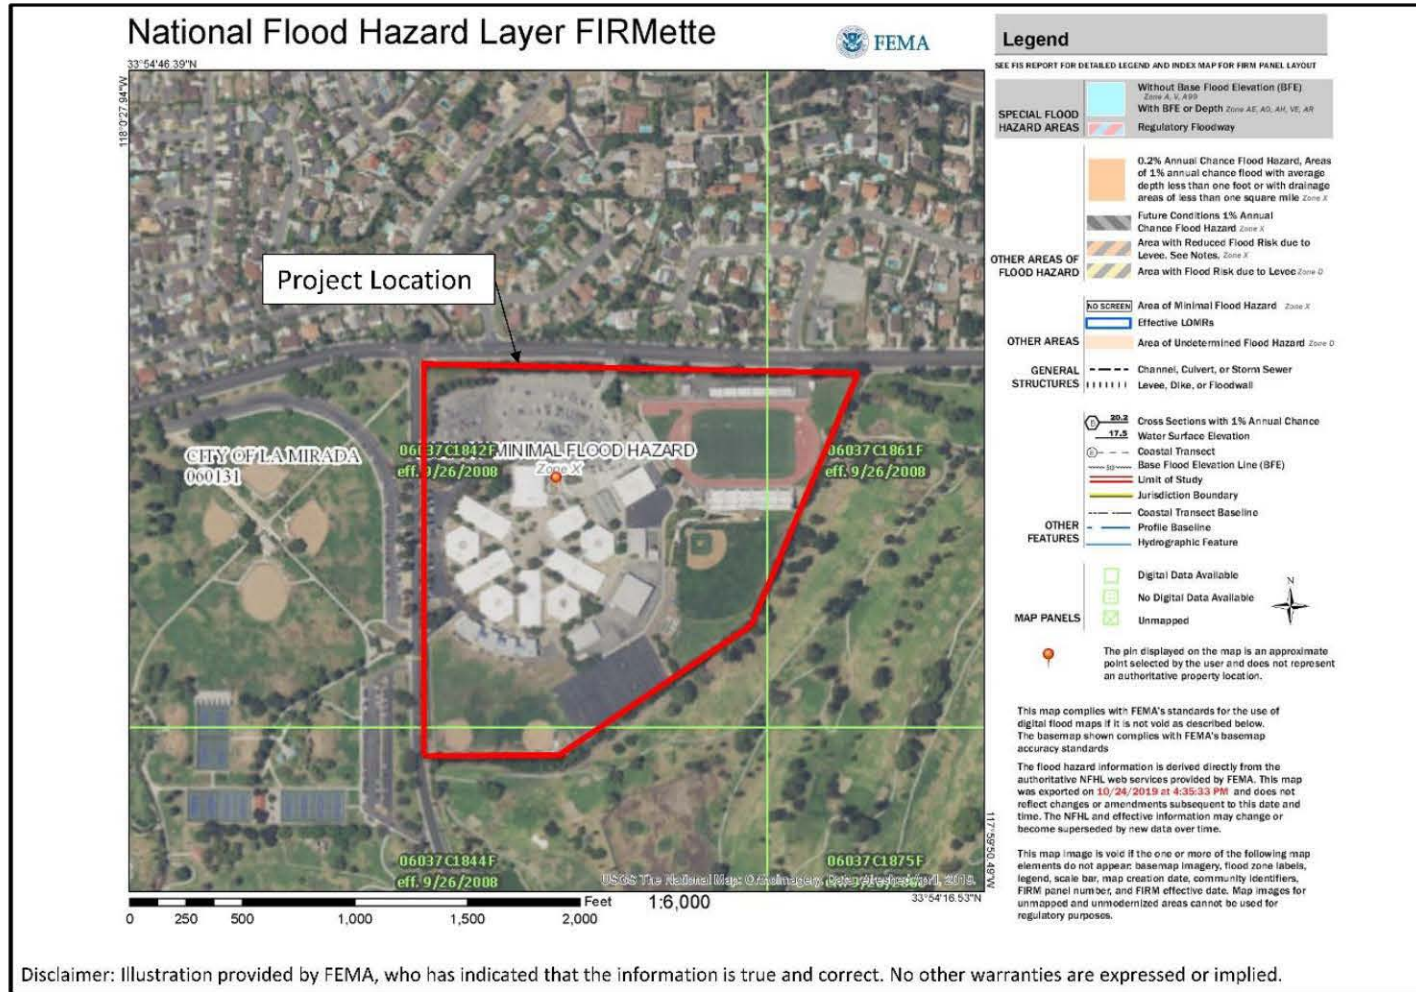 National Flood Hazard Layer FIRMette
FEMA
33°54'46.39"N
118°0'27.94"W
Project Location
CITY OF LA MIRADA
060131
06037C1842F
eff. 9/26/2008
MINIMAL FLOOD HAZARD
Zone X
06037C1861F
eff. 9/26/2008
06037C1844F
eff. 9/26/2008
06037C1875F
USGS The National Map: Orthoimagery.
117°59'50.49"W
33°54'16.53"N
0 250 500 1,000 1,500 2,000
Feet
1:6,000
Legend
SEE FIS REPORT FOR DETAILED LEGEND AND INDEX MAP FOR FIRM PANEL LAYOUT
SPECIAL FLOOD
HAZARD AREAS
Without Base Flood Elevation (BFE)
Zone A, V, A99
With BFE or Depth Zone AE, AO, AH, VE, AR
Regulatory Floodway
0.2% Annual Chance Flood Hazard, Areas
of 1% annual chance flood with average
depth less than one foot or with drainage
areas of less than one square mile Zone X
Future Conditions 1% Annual
Chance Flood Hazard Zone X
OTHER AREAS OF
FLOOD HAZARD
Area with Reduced Flood Risk due to
Levee. See Notes. Zone X
Area with Flood Risk due to Levee Zone D
NO SCREEN Area of Minimal Flood Hazard Zone X
Effective LOMRs
OTHER AREAS
Area of Undetermined Flood Hazard Zone D
GENERAL
STRUCTURES
Channel, Culvert, or Storm Sewer
Levee, Dike, or Floodwall
20.2 Cross Sections with 1% Annual Chance
17.5 Water Surface Elevation
Coastal Transect
Base Flood Elevation Line (BFE)
Limit of Study
Jurisdiction Boundary
Coastal Transect Baseline
OTHER
FEATURES
Profile Baseline
Hydrographic Feature
MAP PANELS
Digital Data Available
No Digital Data Available
Unmapped
N
The pin displayed on the map is an approximate
point selected by the user and does not represent
an authoritative property location.
This map complies with FEMA's standards for the use of
digital flood maps if it is not void as described below.
The basemap shown complies with FEMA's basemap
accuracy standards
The flood hazard information is derived directly from the
authoritative NFHL web services provided by FEMA. This map
was exported on 10/24/2019 at 4:35:33 PM and does not
reflect changes or amendments subsequent to this date and
time. The NFHL and effective information may change or
become superseded by new data over time.
This map image is void if the one or more of the following map
elements do not appear: basemap imagery, flood zone labels,
legend, scale bar, map creation date, community identifiers,
FIRM panel number, and FIRM effective date. Map images for
unmapped and unmodernized areas cannot be used for
regulatory purposes.
Disclaimer: Illustration provided by FEMA, who has indicated that the information is true and correct. No other warranties are expressed or implied.